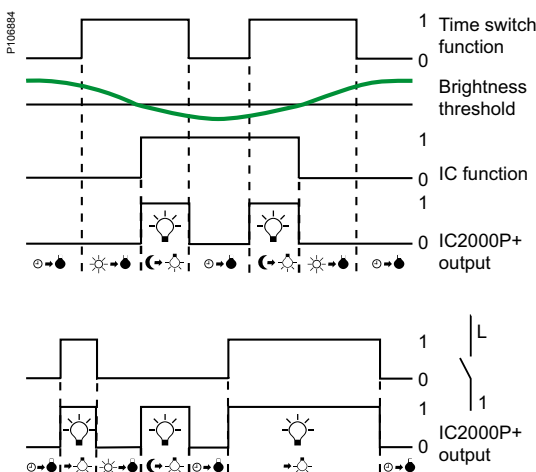 P106884
1 Time switch
function
0
Brightness
threshold
1
0 IC function
1
0 IC2000P+
output
1
0
L
1
1
IC2000P+
0 output